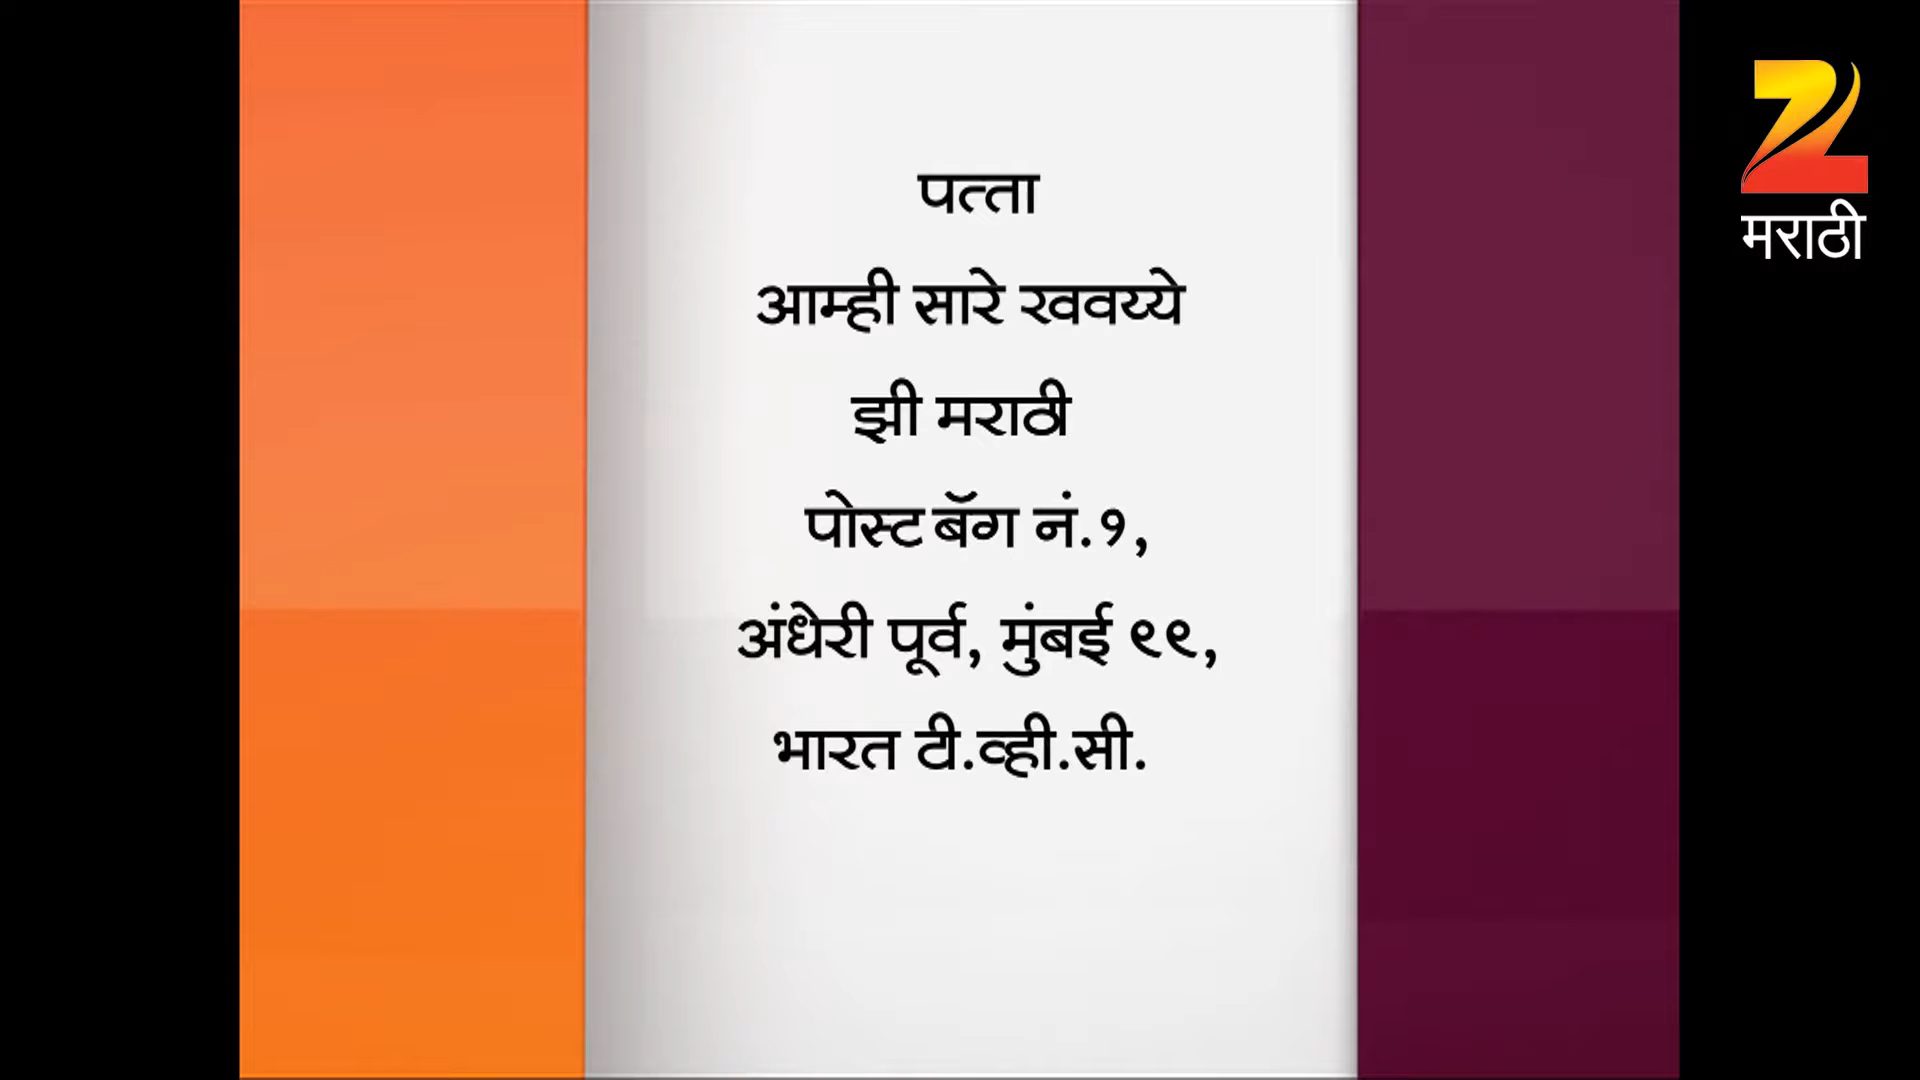 पत्ता
आम्ही सारे खवय्ये
झी मराठी
पोस्ट बॅग नं.१,
अंधेरी पूर्व, मुंबई ९९,
भारत टी.व्ही.सी.
मराठी